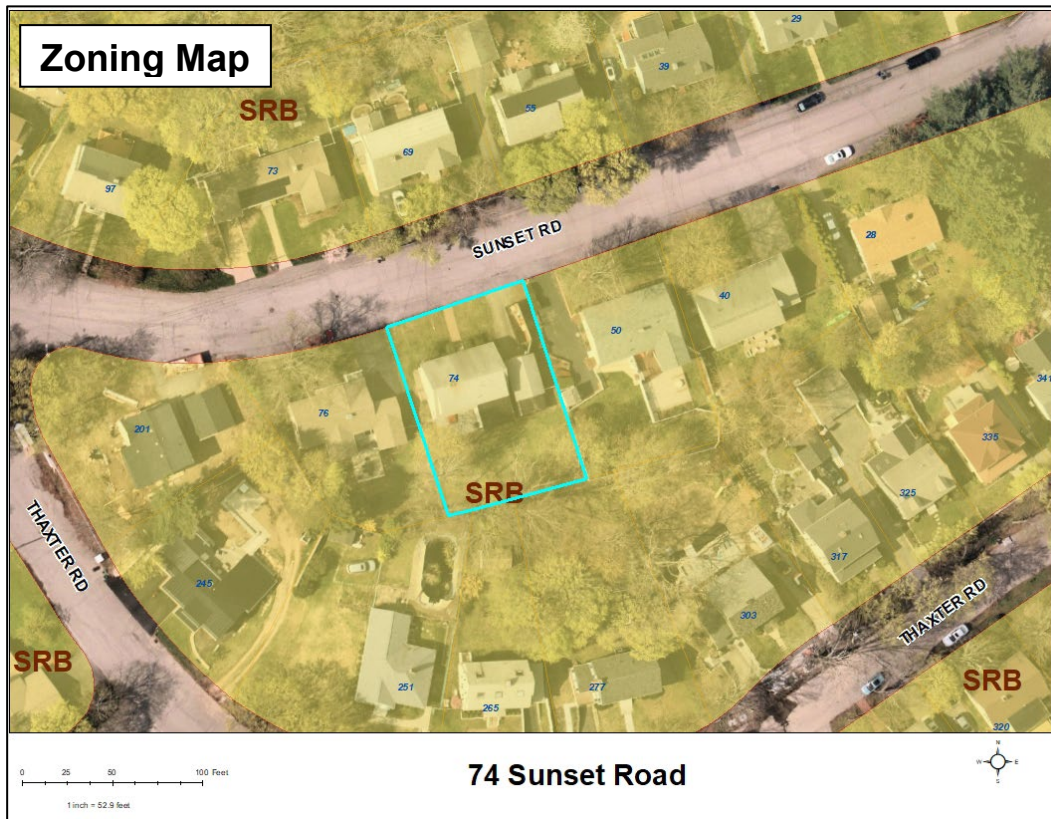 Zoning Map
29
39
SRB
55
69
73
97
SUNSET RD
28
40
50
74
341
76
335
201
SRB
325
THAXTER RD
317
245
303
THAXTER RD
SRB
251
277
SRB
265
320
0 25 50 100 Feet
1 inch = 52.9 feet
74 Sunset Road
N
W E
S